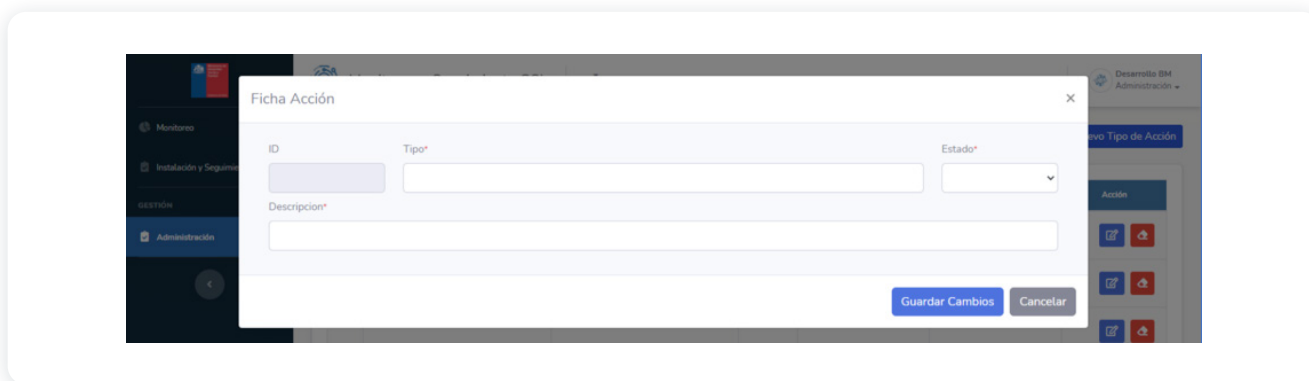 Desarrollo BM
Administración
Ficha Acción
×
Monitoreo
evo Tipo de Acción
ID
Tipo*
Estado*
Instalación y Seguimie
Acción
GESTIÓN
Descripcion*
Administración
Guardar Cambios
Cancelar